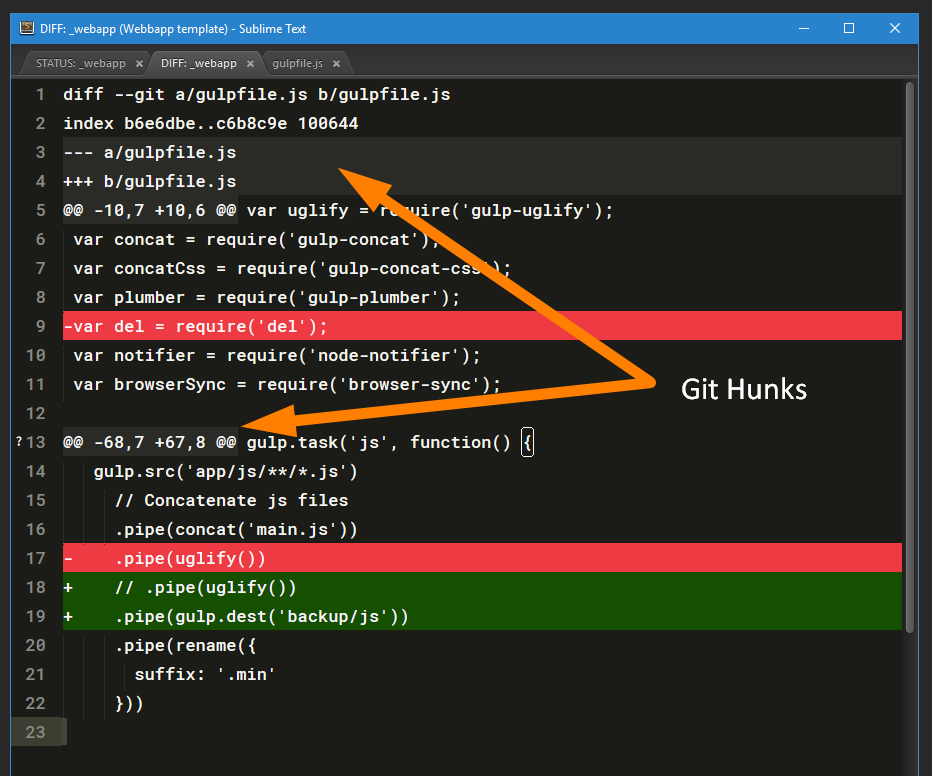 DIFF: _webapp (Webbapp template) - Sublime Text
STATUS: _webapp × DIFF: _webapp × gulpfile.js ×
1 diff --git a/gulpfile.js b/gulpfile.js
2 index b6e6dbe..c6b8c9e 100644
3 --- a/gulpfile.js
4 +++ b/gulpfile.js
5 @@ -10,7 +10,6 @@ var uglify = require('gulp-uglify');
6  var concat = require('gulp-concat');
7  var concatCss = require('gulp-concat-css');
8  var plumber = require('gulp-plumber');
9 -var del = require('del');
10  var notifier = require('node-notifier');
11  var browserSync = require('browser-sync');
Git Hunks
12
? 13 @@ -68,7 +67,8 @@ gulp.task('js', function() {
14    gulp.src('app/js/**/*.js')
15      // Concatenate js files
16      .pipe(concat('main.js'))
17 -    .pipe(uglify())
18 +    // .pipe(uglify())
19 +    .pipe(gulp.dest('backup/js'))
20      .pipe(rename({
21        suffix: '.min'
22      }))
23